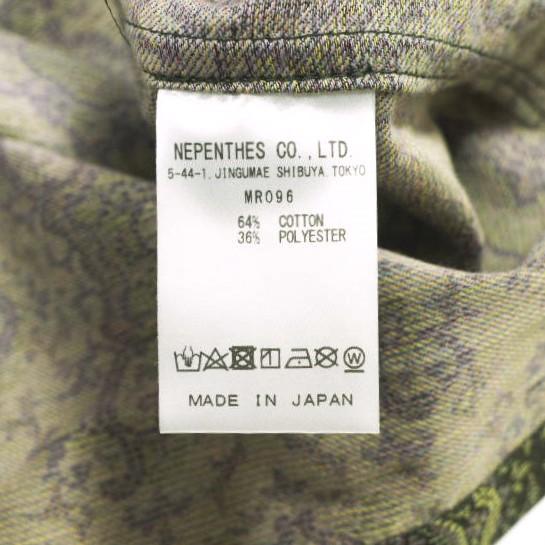 NEPENTHES CO.,LTD.
5-44-1, JINGUMAE SHIBUYA TOKYO
MR096
64% COTTON
36% POLYESTER
W
MADE IN JAPAN